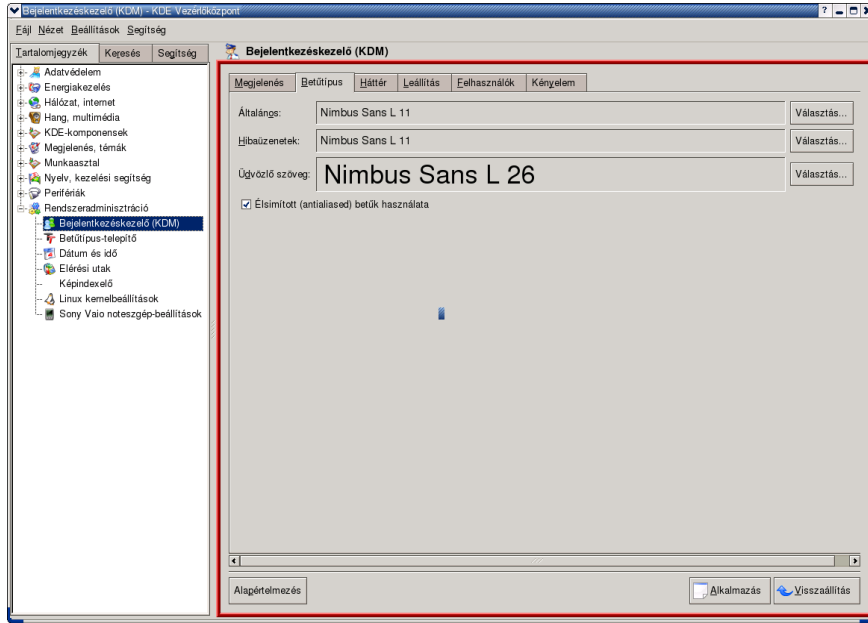 Bejelentkezéskezelő (KDM) - KDE Vezérlőközpont
Fájl Nézet Beállítások Segítség
Tartalomjegyzék Keresés Segítség
Adatvédelem
Energiakezelés
Hálózat, internet
Hang, multimédia
KDE-komponensek
Megjelenés, témák
Munkaasztal
Nyelv, kezelési segítség
Perifériák
Rendszeradminisztráció
Bejelentkezéskezelő (KDM)
Betűtípus-telepítő
Dátum és idő
Elérési utak
Képindexelő
Linux kemelbeállítások
Sony Vaio noteszgép-beállítások
Bejelentkezéskezelő (KDM)
Megjelenés Betűtípus Háttér Leállítás Felhasználók Kényelem
Általános: Nimbus Sans L 11 Választás...
Hibaüzenetek: Nimbus Sans L 11 Választás...
Üdvözlő szöveg: Nimbus Sans L 26 Választás...
Élsimított (antialiased) betűk használata
Alapértelmezés Alkalmazás Visszaállítás